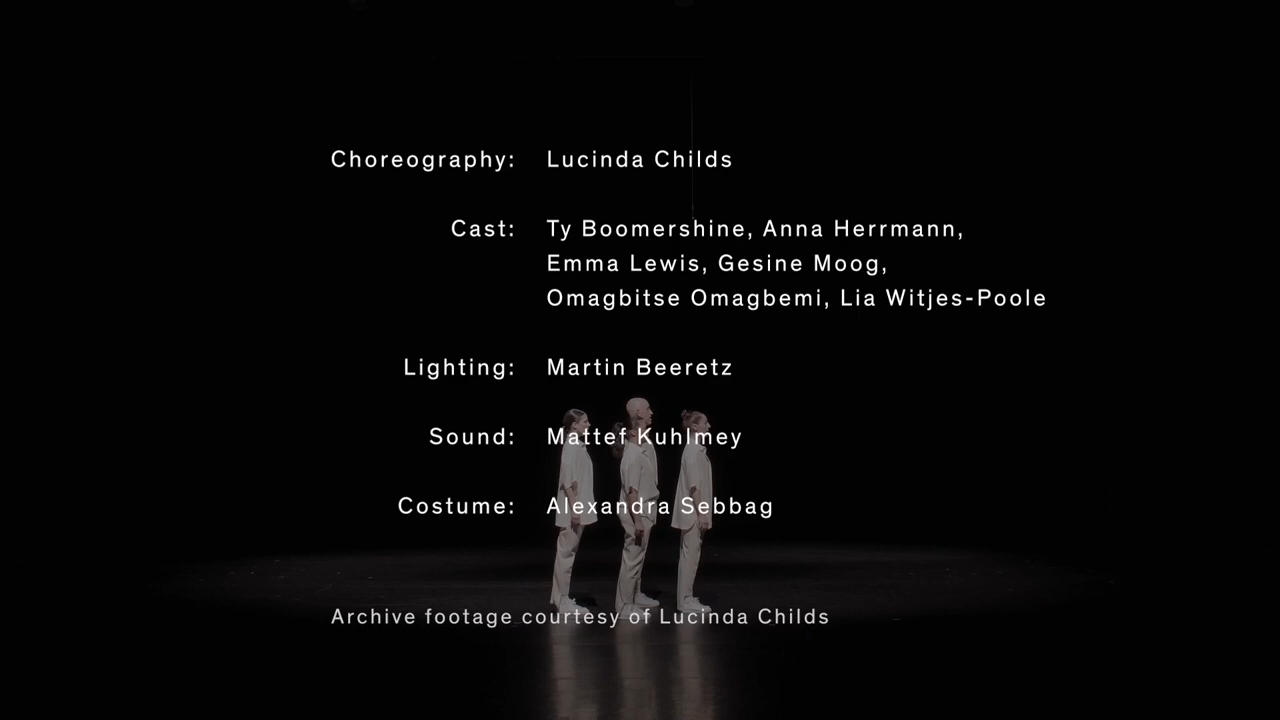 Choreography: Lucinda Childs
Cast: Ty Boomershine, Anna Herrmann,
Emma Lewis, Gesine Moog,
Omagbitse Omagbemi, Lia Witjes-Poole
Lighting: Martin Beeretz
Sound: Mattef Kuhlmey
Costume: Alexandra Sebbag
Archive footage courtesy of Lucinda Childs